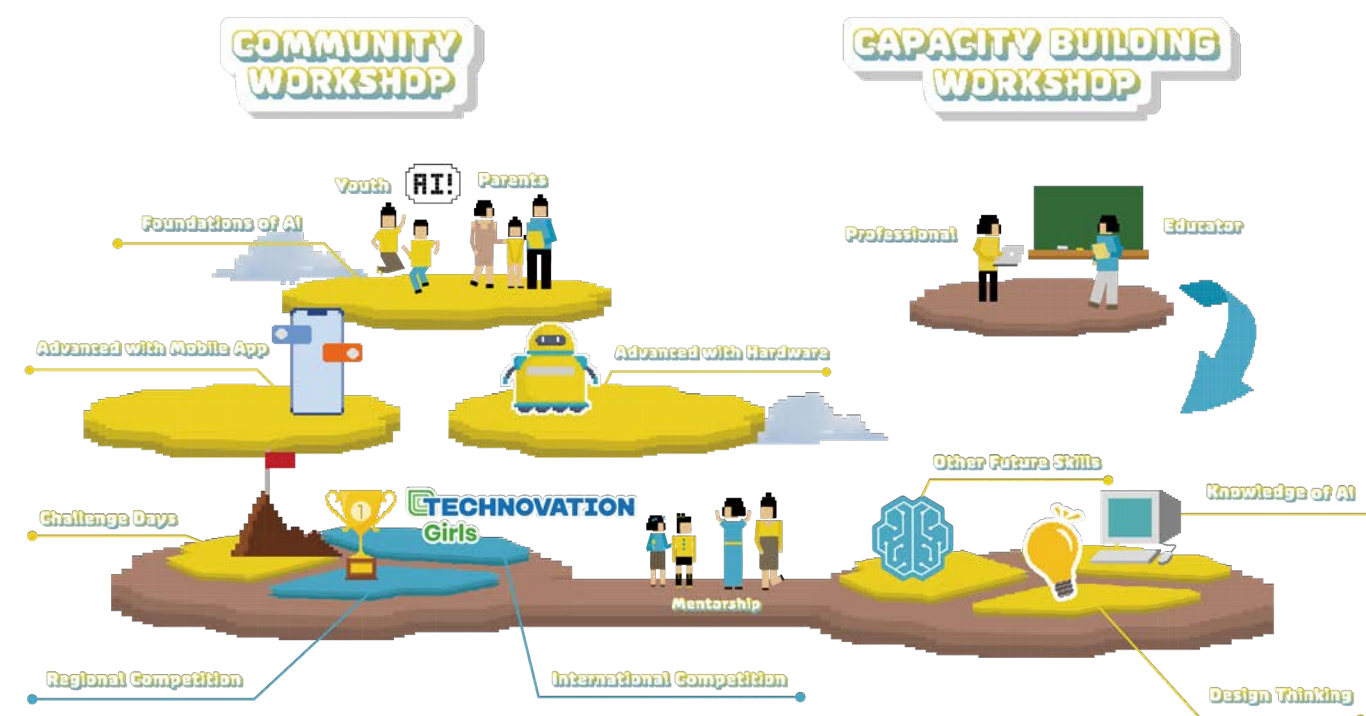 COMMUNITY
WORKSHOP
CAPACITY BUILDING
WORKSHOP
Youth
AI!
Parents
Foundations of AI
Professional
Educator
Advanced with Mobile App
Advanced with Hardware
Other Future Skills
Knowledge of AI
Challenge Days
1
TECHNOVATION
Girls
Mentorship
Regional Competition
International Competition
Design Thinking